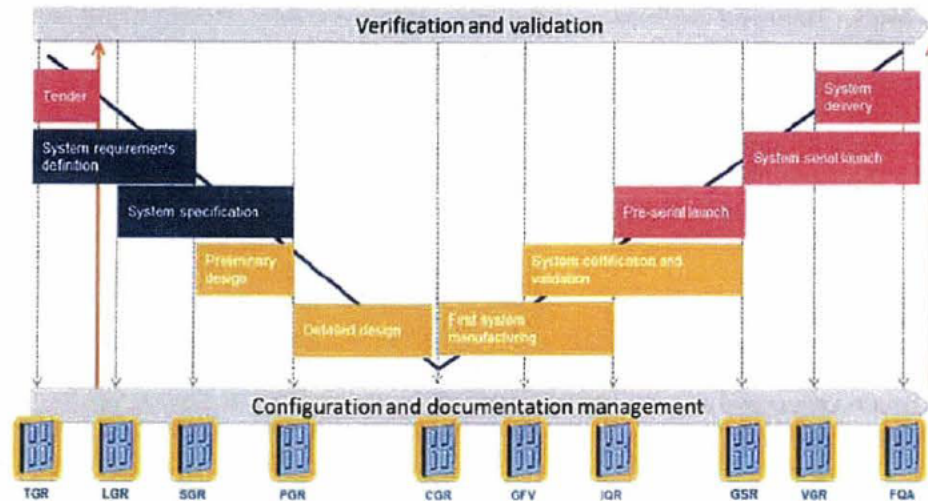 Verification and validation
Tender
System requirements
definition
System specification
Preliminary
design
Detailed design
First system
manufacturing
System certification and
validation
Pre-serial launch
System serial launch
System
delivery
Configuration and documentation management
TGR
LGR
SGR
PGR
CGR
GFV
IQR
GSR
VGR
FQA